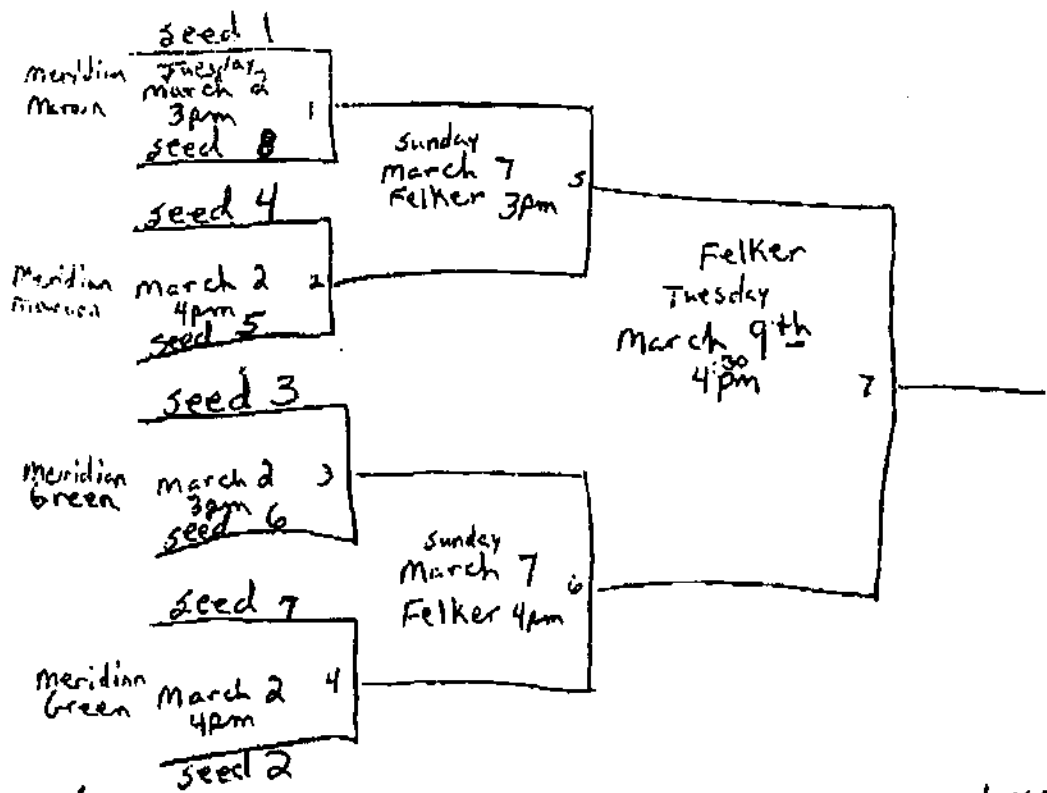 seed 1
Meridian
Maroon
Tuesday,
March 2
3pm
1
seed 8
Sunday
March 7
Felker 3pm
5
seed 4
Meridian
March 2
4pm
2
seed 5
Felker
Tuesday
March 9th
4:30 pm
7
seed 3
Meridian
Green
March 2
3pm
3
seed 6
Sunday
March 7
Felker 4pm
6
seed 7
Meridian
Green
March 2
4pm
4
seed 2